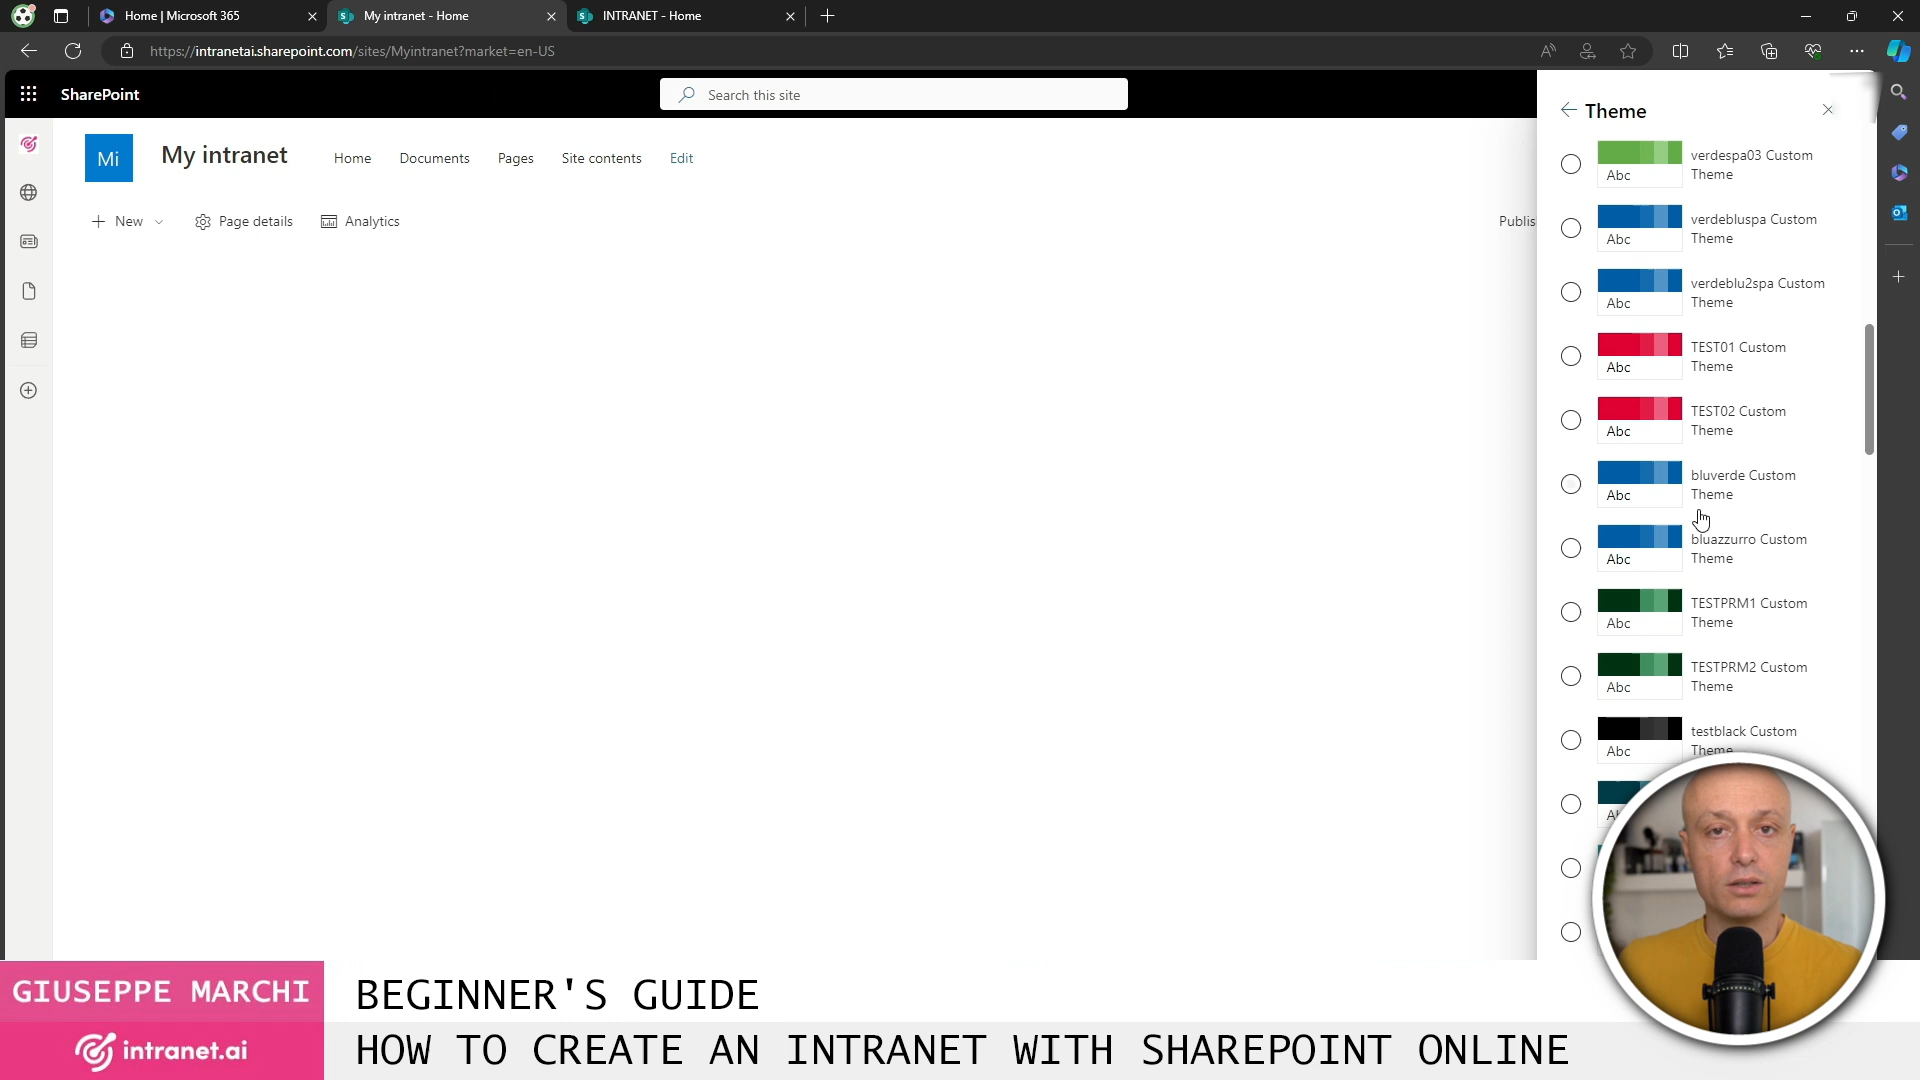 Home | Microsoft 365
My intranet - Home
INTRANET - Home
https://intranetai.sharepoint.com/sites/Myintranet?market=en-US
SharePoint
Search this site
Mi
My intranet
Home
Documents
Pages
Site contents
Edit
New
Page details
Analytics
Publis
Theme
Abc
verdespa03 Custom
Theme
Abc
verdebluspa Custom
Theme
Abc
verdeblu2spa Custom
Theme
Abc
TEST01 Custom
Theme
Abc
TEST02 Custom
Theme
Abc
bluverde Custom
Theme
Abc
bluazzurro Custom
Theme
Abc
TESTPRM1 Custom
Theme
Abc
TESTPRM2 Custom
Theme
Abc
testblack Custom
Theme
GIUSEPPE MARCHI
intranet.ai
BEGINNER'S GUIDE
HOW TO CREATE AN INTRANET WITH SHAREPOINT ONLINE